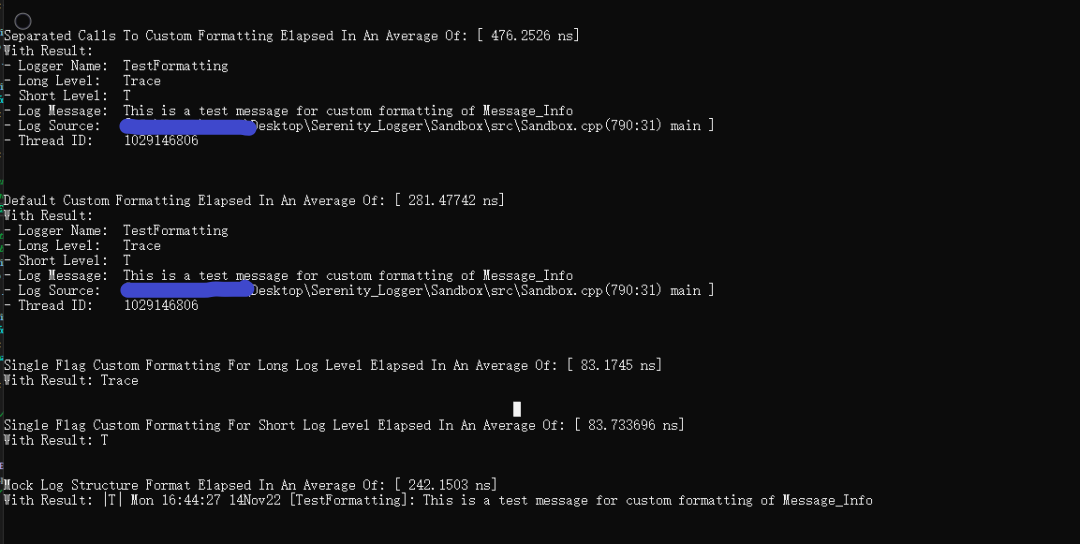 Separated Calls To Custom Formatting Elapsed In An Average Of: [ 476.2526 ns]
With Result:
- Logger Name:  TestFormatting
- Long Level:   Trace
- Short Level:  T
- Log Message:  This is a test message for custom formatting of Message_Info
- Log Source:   Desktop\Serenity_Logger\Sandbox\src\Sandbox.cpp(790:31) main ]
- Thread ID:    1029146806
Default Custom Formatting Elapsed In An Average Of: [ 281.47742 ns]
With Result:
- Logger Name:  TestFormatting
- Long Level:   Trace
- Short Level:  T
- Log Message:  This is a test message for custom formatting of Message_Info
- Log Source:   Desktop\Serenity_Logger\Sandbox\src\Sandbox.cpp(790:31) main ]
- Thread ID:    1029146806
Single Flag Custom Formatting For Long Log Level Elapsed In An Average Of: [ 83.1745 ns]
With Result: Trace
Single Flag Custom Formatting For Short Log Level Elapsed In An Average Of: [ 83.733696 ns]
With Result: T
Mock Log Structure Format Elapsed In An Average Of: [ 242.1503 ns]
With Result: |T| Mon 16:44:27 14Nov22 [TestFormatting]: This is a test message for custom formatting of Message_Info